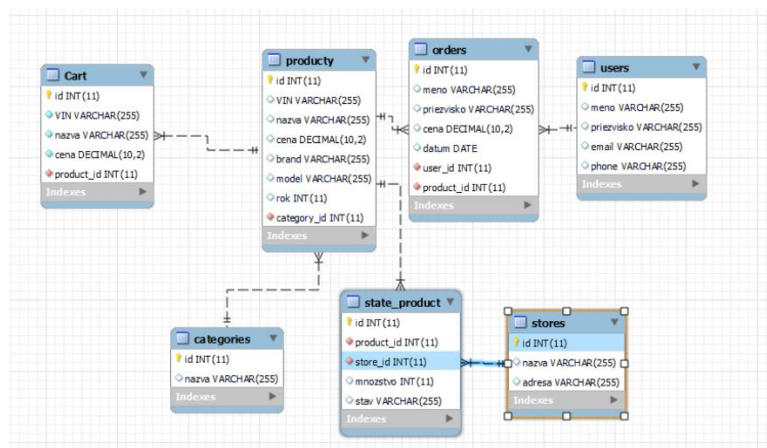 Cart
id INT(11)
VIN VARCHAR(255)
nazva VARCHAR(255)
cena DECIMAL(10,2)
product_id INT(11)
Indexes
producty
id INT(11)
VIN VARCHAR(255)
nazva VARCHAR(255)
cena DECIMAL(10,2)
brand VARCHAR(255)
model VARCHAR(255)
rok INT(11)
category_id INT(11)
Indexes
orders
id INT(11)
meno VARCHAR(255)
priezvisko VARCHAR(255)
cena DECIMAL(10,2)
datum DATE
user_id INT(11)
product_id INT(11)
Indexes
users
id INT(11)
meno VARCHAR(255)
priezvisko VARCHAR(255)
email VARCHAR(255)
phone VARCHAR(255)
Indexes
categories
id INT(11)
nazva VARCHAR(255)
Indexes
state_product
id INT(11)
product_id INT(11)
store_id INT(11)
mnozstvo INT(11)
stav VARCHAR(255)
Indexes
stores
id INT(11)
nazva VARCHAR(255)
adresa VARCHAR(255)
Indexes